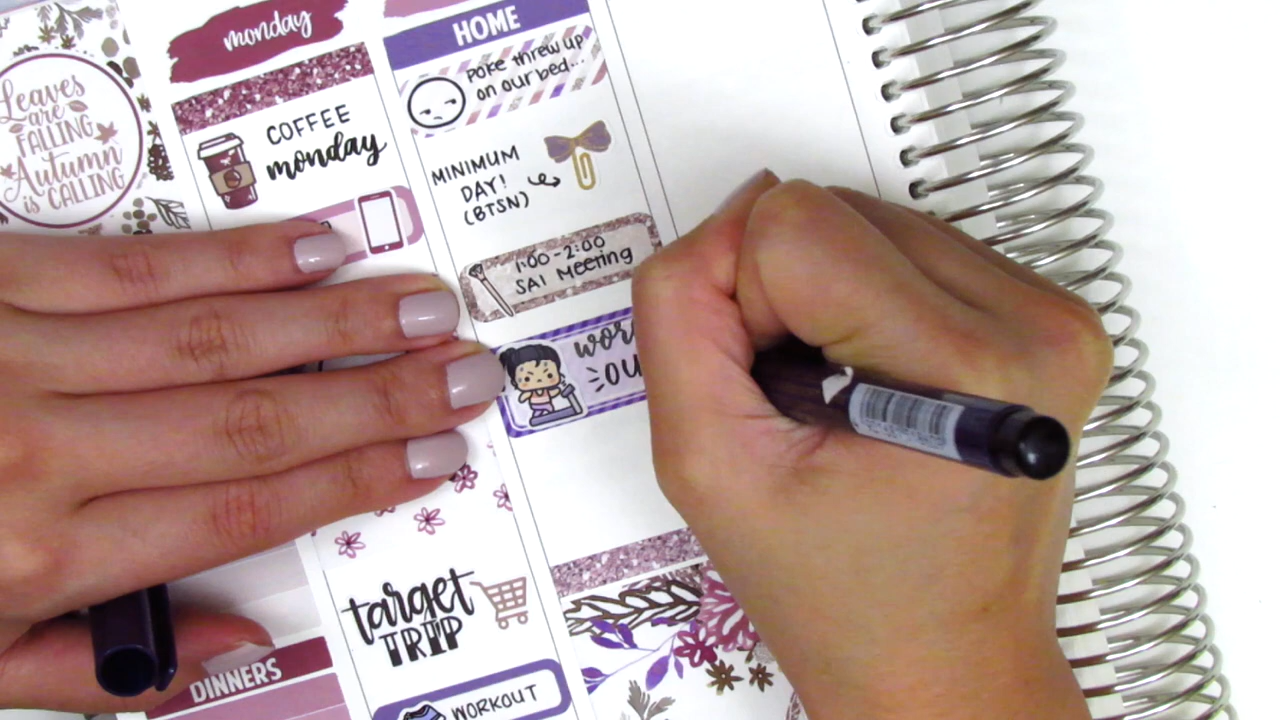 Leaves
are
FALLING
Autumn
is CALLING
monday
COFFEE
monday
DINNERS
target
TRIP
WORKOUT
HOME
POKE threw up
on our bed...
MINIMUM
DAY!
(BTSN)
1:00-2:00
SAI Meeting